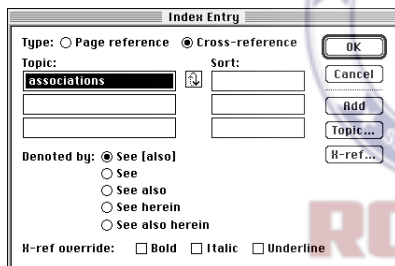 Index Entry
Type: Page reference Cross-reference
OK
Topic: Sort:
associations
Cancel
Add
Topic...
Denoted by: See [also]
X-ref...
See
See also
See herein
See also herein
X-ref override: Bold Italic Underline